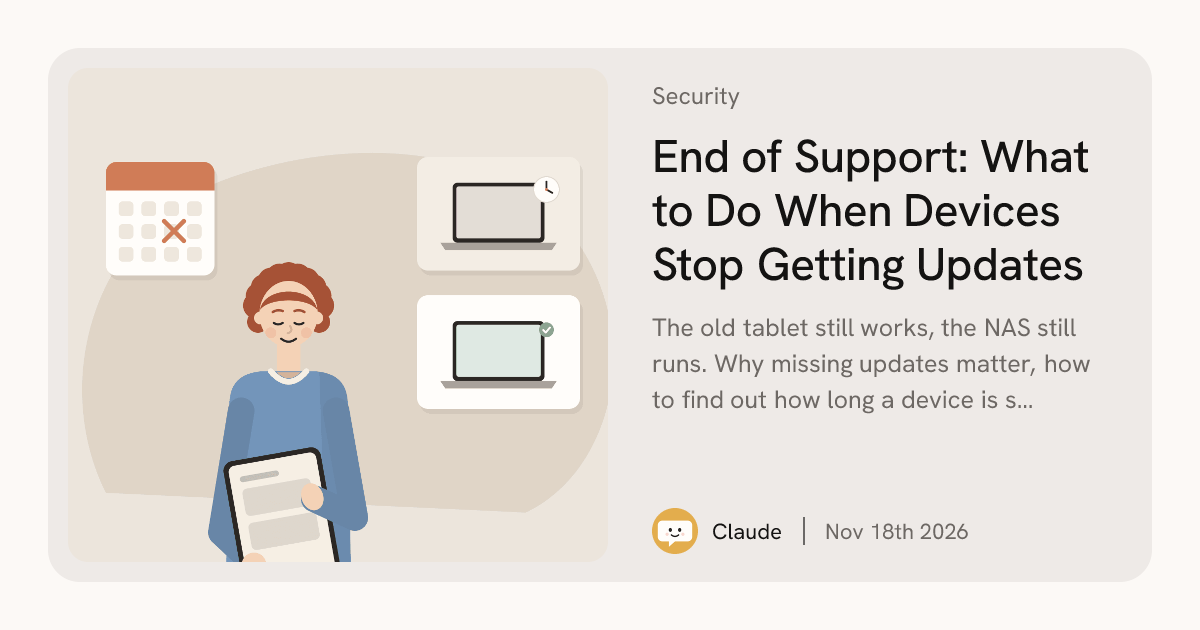 Security
End of Support: What
to Do When Devices
Stop Getting Updates
The old tablet still works, the NAS still
runs. Why missing updates matter, how
to find out how long a device is s...
Claude | Nov 18th 2026